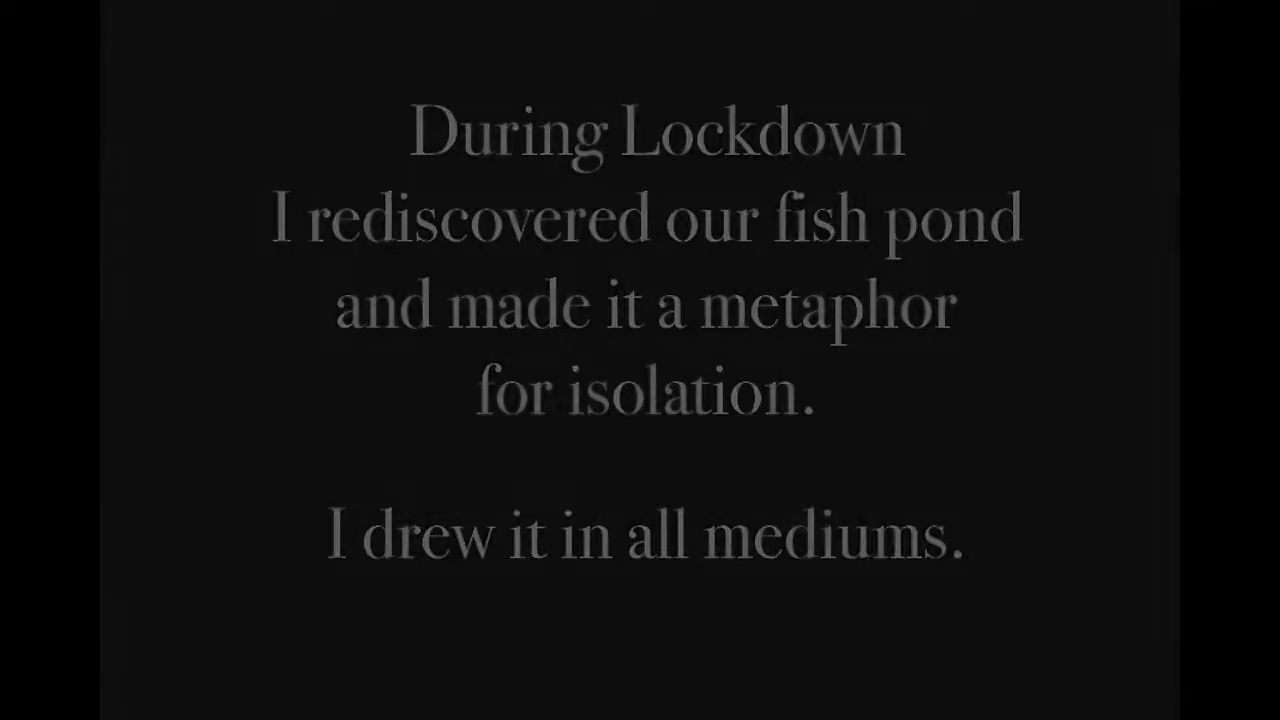 During Lockdown
I rediscovered our fish pond
and made it a metaphor
for isolation.
I drew it in all mediums.